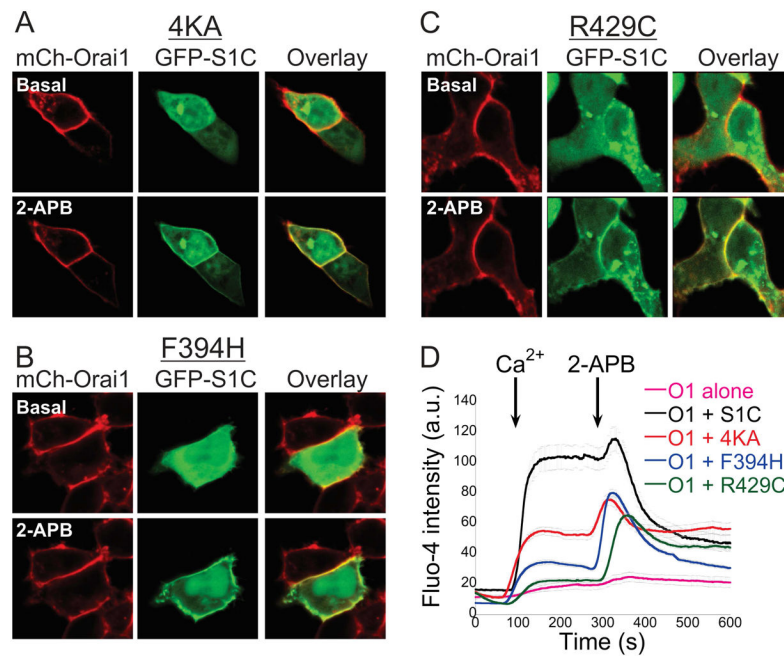 A
4KA
mCh-Orai1 GFP-S1C Overlay
Basal
2-APB
B
F394H
mCh-Orai1 GFP-S1C Overlay
Basal
2-APB
C
R429C
mCh-Orai1 GFP-S1C Overlay
Basal
2-APB
D
Ca²⁺ 2-APB
O1 alone
O1 + S1C
O1 + 4KA
O1 + F394H
O1 + R429C
Fluo-4 intensity (a.u.)
140
120
100
80
60
40
20
0
0 100 200 300 400 500 600
Time (s)